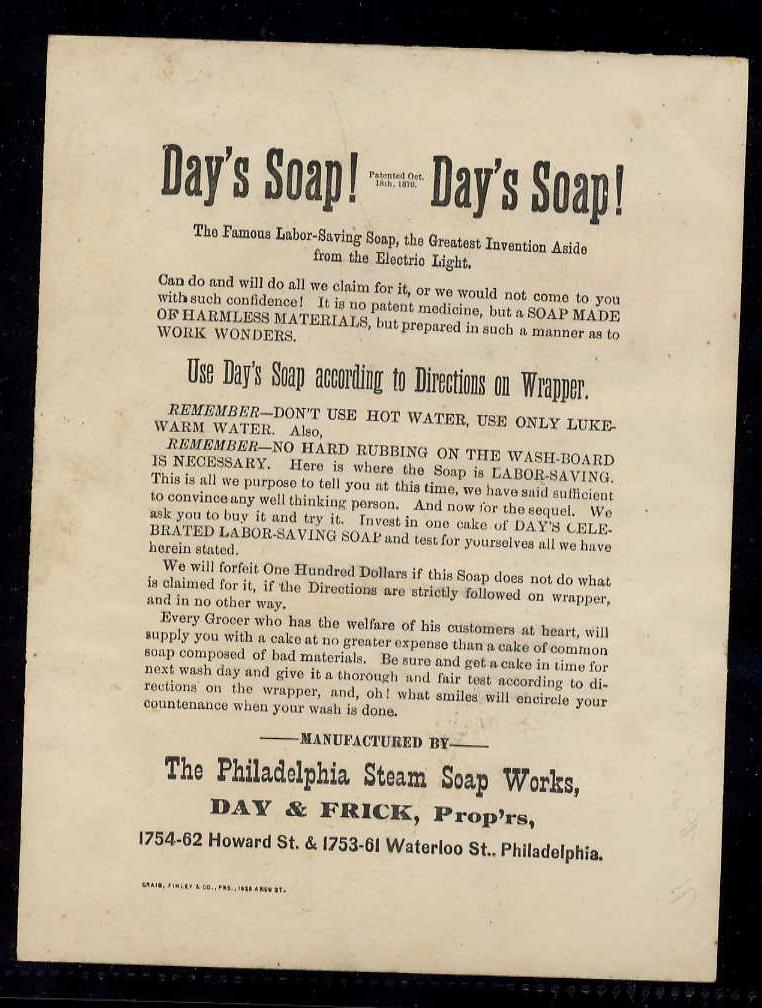 Day's Soap! Patented Oct. 18th, 1870. Day's Soap!
The Famous Labor-Saving Soap, the Greatest Invention Aside
from the Electric Light.
Can do and will do all we claim for it, or we would not come to you
with such confidence! It is no patent medicine, but a SOAP MADE
OF HARMLESS MATERIALS, but prepared in such a manner as to
WORK WONDERS.
Use Day's Soap according to Directions on Wrapper.
REMEMBER—DON'T USE HOT WATER, USE ONLY LUKE-
WARM WATER. Also,
REMEMBER—NO HARD RUBBING ON THE WASH-BOARD
IS NECESSARY. Here is where the Soap is LABOR-SAVING.
This is all we purpose to tell you at this time, we have said sufficient
to convince any well thinking person. And now for the sequel. We
ask you to buy it and try it. Invest in one cake of DAY'S CELE-
BRATED LABOR-SAVING SOAP and test for yourselves all we have
herein stated.
We will forfeit One Hundred Dollars if this Soap does not do what
is claimed for it, if the Directions are strictly followed on wrapper,
and in no other way.
Every Grocer who has the welfare of his customers at heart, will
supply you with a cake at no greater expense than a cake of common
soap composed of bad materials. Be sure and get a cake in time for
next wash day and give it a thorough and fair test according to di-
rections on the wrapper, and, oh! what smiles will encircle your
countenance when your wash is done.
—MANUFACTURED BY—
The Philadelphia Steam Soap Works,
DAY & FRICK, Prop'rs,
1754-62 Howard St. & 1753-61 Waterloo St., Philadelphia.
CRAIG, FINLEY & CO., PRS., ARCH ST.